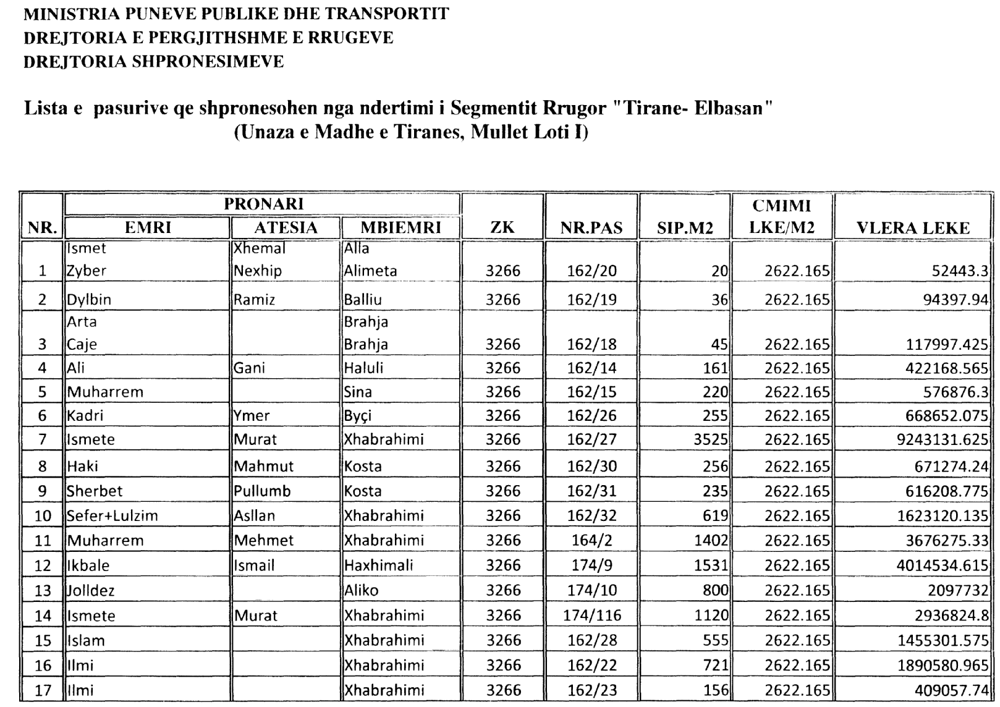 MINISTRIA PUNEVE PUBLIKE DHE TRANSPORTIT
DREJTORIA E PERGJITHSHME E RRUGEVE
DREJTORIA SHPRONESIMEVE
Lista e pasurive qe shpronesohen nga ndertimi i Segmentit Rrugor "Tirane- Elbasan"
(Unaza e Madhe e Tiranes, Mullet Loti I)
PRONARI CMIMI
NR. EMRI ATESIA MBIEMRI ZK NR.PAS SIP.M2 LKE/M2 VLERA LEKE
Ismet Xhemal Alla
1 Zyber Nexhip Alimeta 3266 162/20 20 2622.165 52443.3
2 Dylbin Ramiz Balliu 3266 162/19 36 2622.165 94397.94
Arta Brahja
3 Caje Brahja 3266 162/18 45 2622.165 117997.425
4 Ali Gani Haluli 3266 162/14 161 2622.165 422168.565
5 Muharrem Sina 3266 162/15 220 2622.165 576876.3
6 Kadri Ymer Byçi 3266 162/26 255 2622.165 668652.075
7 Ismete Murat Xhabrahimi 3266 162/27 3525 2622.165 9243131.625
8 Haki Mahmut Kosta 3266 162/30 256 2622.165 671274.24
9 Sherbet Pullumb Kosta 3266 162/31 235 2622.165 616208.775
10 Sefer+Lulzim Asllan Xhabrahimi 3266 162/32 619 2622.165 1623120.135
11 Muharrem Mehmet Xhabrahimi 3266 164/2 1402 2622.165 3676275.33
12 Ikbale Ismail Haxhimali 3266 174/9 1531 2622.165 4014534.615
13 Jolldez Aliko 3266 174/10 800 2622.165 2097732
14 Ismete Murat Xhabrahimi 3266 174/116 1120 2622.165 2936824.8
15 Islam Xhabrahimi 3266 162/28 555 2622.165 1455301.575
16 Ilmi Xhabrahimi 3266 162/22 721 2622.165 1890580.965
17 Ilmi Xhabrahimi 3266 162/23 156 2622.165 409057.74